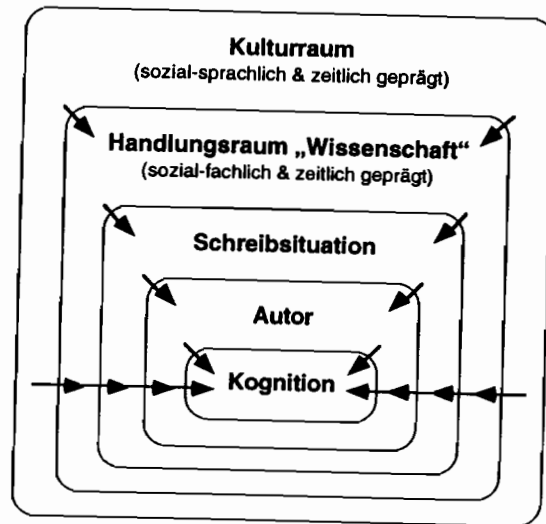 Kulturraum
(sozial-sprachlich & zeitlich geprägt)
Handlungsraum „Wissenschaft“
(sozial-fachlich & zeitlich geprägt)
Schreibsituation
Autor
Kognition